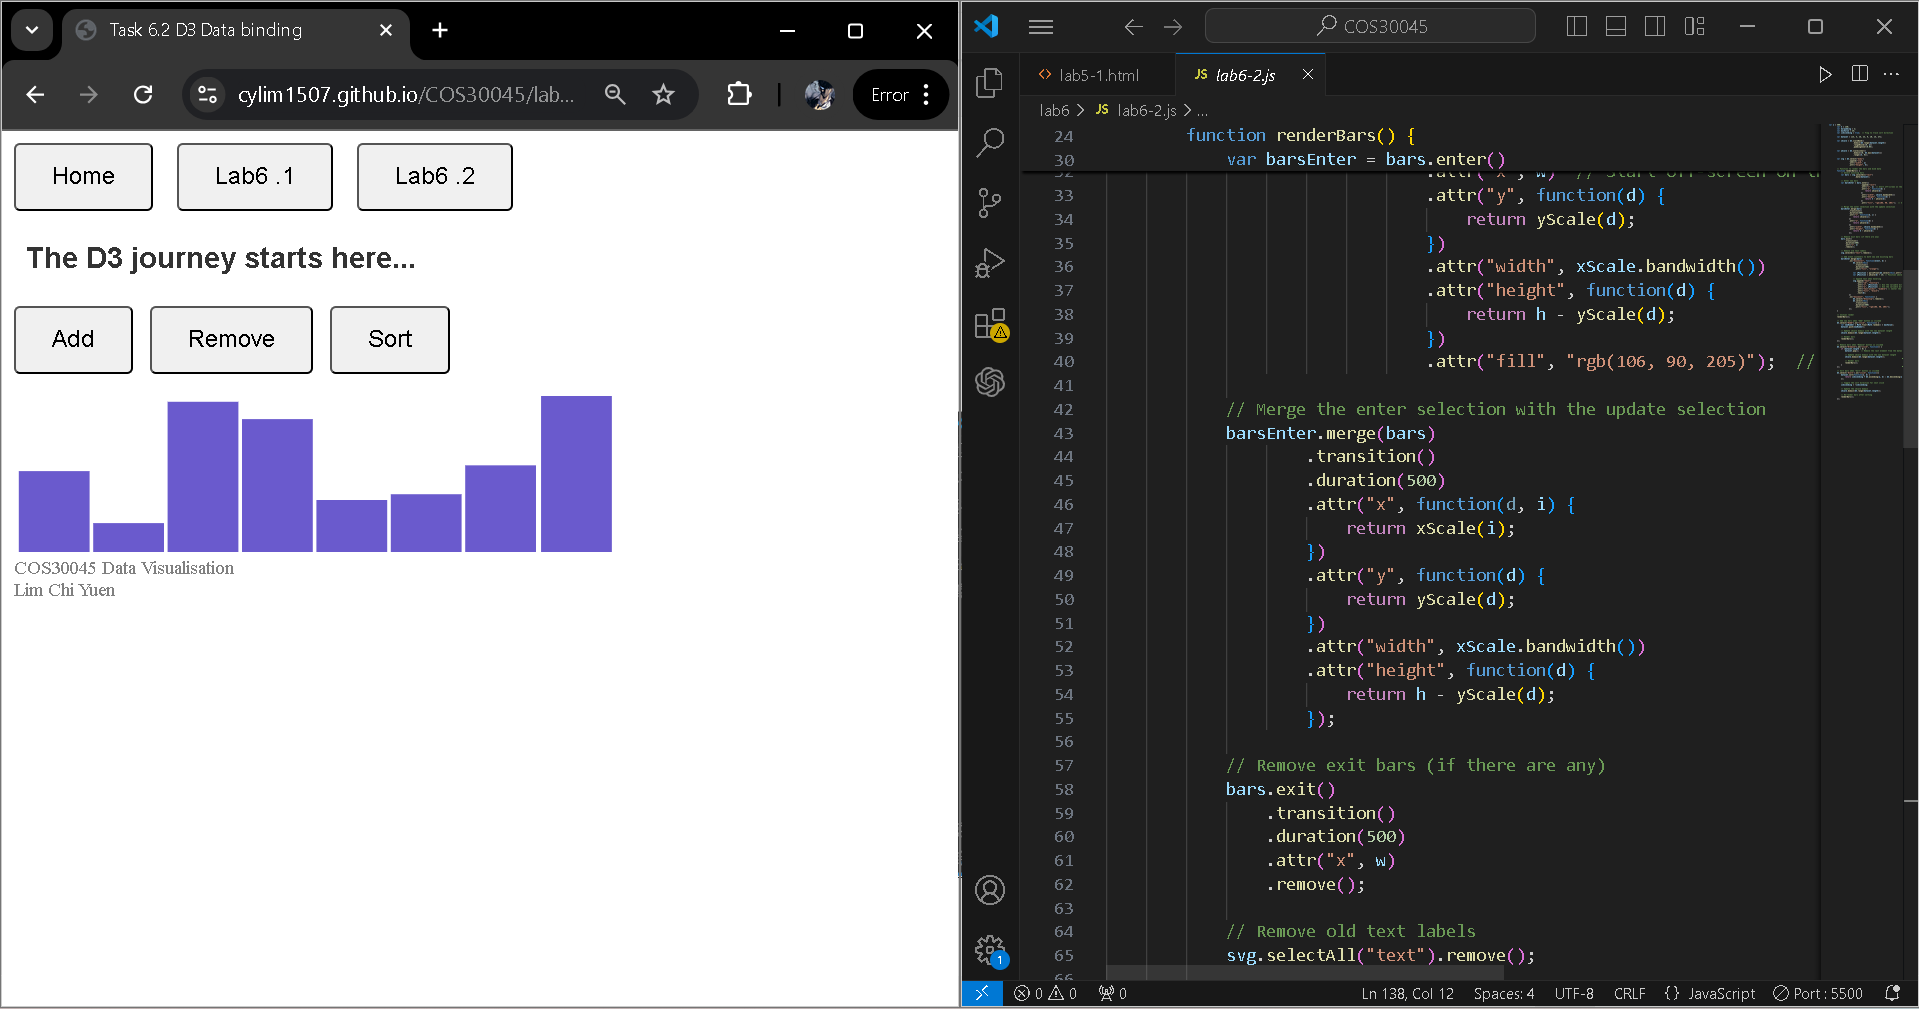 Task 6.2 D3 Data binding
cylim1507.github.io/COS30045/lab...
Error
Home
Lab6 .1
Lab6 .2
The D3 journey starts here...
Add
Remove
Sort
COS30045 Data Visualisation
Lim Chi Yuen
COS30045
lab5-1.html
JS lab6-2.js
lab6 > JS lab6-2.js > ...
24 function renderBars() {
30 var barsEnter = bars.enter()
32 .attr("x", w) // Start off-screen on
33 .attr("y", function(d) {
34 return yScale(d);
35 })
36 .attr("width", xScale.bandwidth())
37 .attr("height", function(d) {
38 return h - yScale(d);
39 })
40 .attr("fill", "rgb(106, 90, 205)"); //
41
42 // Merge the enter selection with the update selection
43 barsEnter.merge(bars)
44 .transition()
45 .duration(500)
46 .attr("x", function(d, i) {
47 return xScale(i);
48 })
49 .attr("y", function(d) {
50 return yScale(d);
51 })
52 .attr("width", xScale.bandwidth())
53 .attr("height", function(d) {
54 return h - yScale(d);
55 });
56
57 // Remove exit bars (if there are any)
58 bars.exit()
59 .transition()
60 .duration(500)
61 .attr("x", w)
62 .remove();
63
64 // Remove old text labels
65 svg.selectAll("text").remove();
66
1
0 0 0
Ln 138, Col 12 Spaces: 4 UTF-8 CRLF {} JavaScript Port : 5500